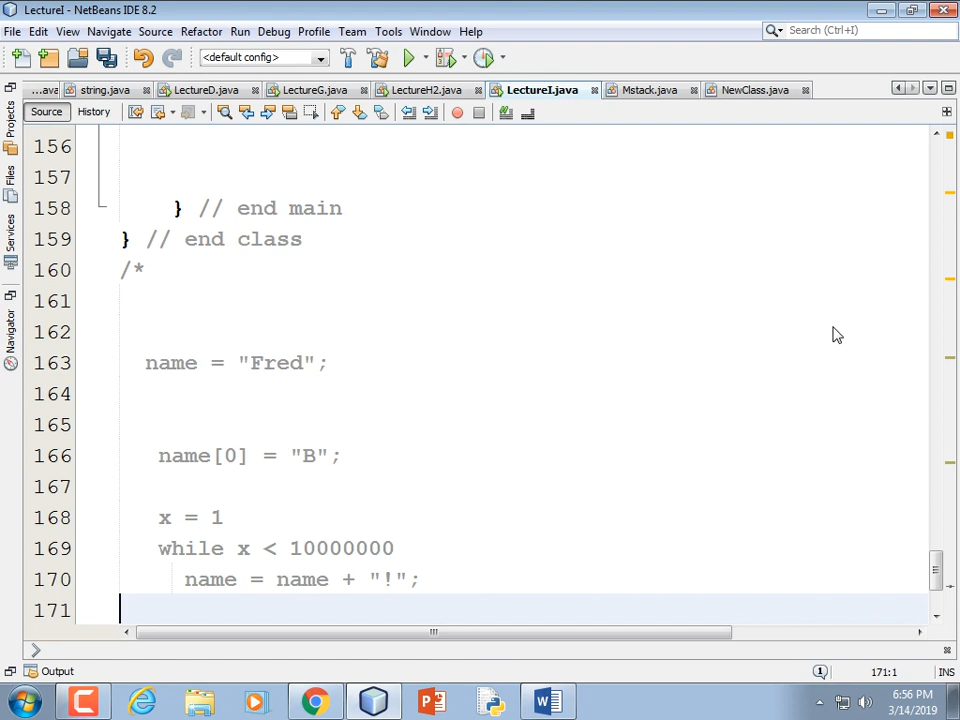 LectureI - NetBeans IDE 8.2
File Edit View Navigate Source Refactor Run Debug Profile Team Tools Window Help
Search (Ctrl+I)
<default config>
...ava string.java LectureD.java LectureG.java LectureH2.java LectureI.java Mstack.java NewClass.java
Source History
Projects
Files
Services
Navigator
156
157
158 } // end main
159 } // end class
160 /*
161
162
163 name = "Fred";
164
165
166 name[0] = "B";
167
168 x = 1
169 while x < 10000000
170 name = name + "!";
171
Output
1 171:1 INS
6:56 PM
3/14/2019